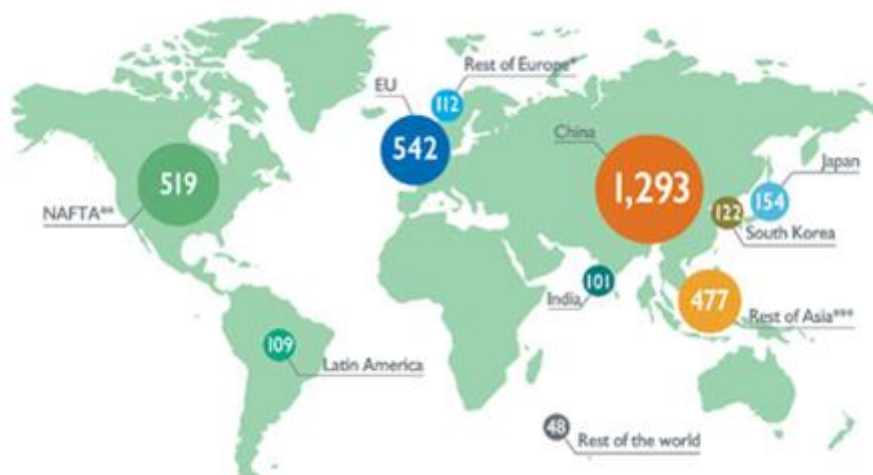 Rest of Europe*
112
EU
542
China
1,293
519
NAFTA**
Japan
154
122
South Korea
101
India
477
Rest of Asia***
109
Latin America
48
Rest of the world